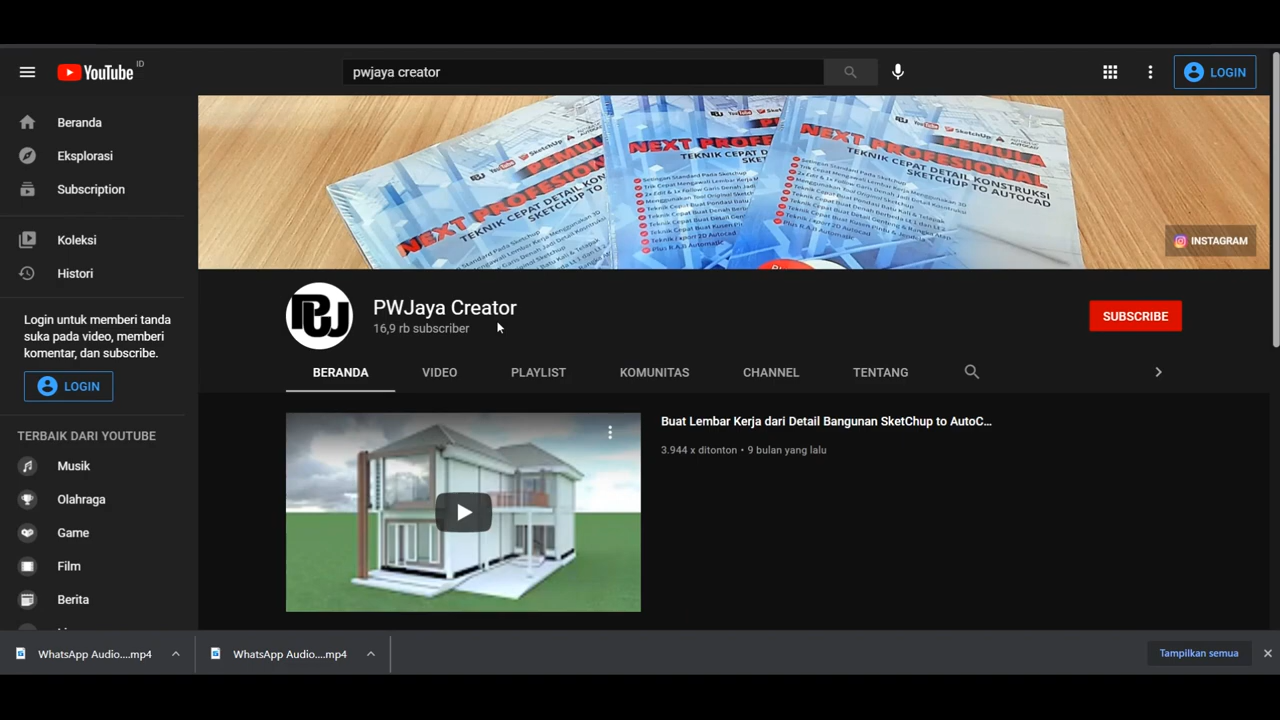 YouTube ID
pwjaya creator
LOGIN
Beranda
Eksplorasi
Subscription
Koleksi
Histori
Login untuk memberi tanda
suka pada video, memberi
komentar, dan subscribe.
LOGIN
TERBAIK DARI YOUTUBE
Musik
Olahraga
Game
Film
Berita
PEMULA
NEXT PROFESIONAL
TEKNIK CEPAT DETAIL KONSTRUKSI
SKETCHUP TO AUTOCAD
INSTAGRAM
PWJaya Creator
16,9 rb subscriber
SUBSCRIBE
BERANDA
VIDEO
PLAYLIST
KOMUNITAS
CHANNEL
TENTANG
Buat Lembar Kerja dari Detail Bangunan SketChup to AutoC...
3.944 x ditonton • 9 bulan yang lalu
WhatsApp Audio....mp4
WhatsApp Audio....mp4
Tampilkan semua